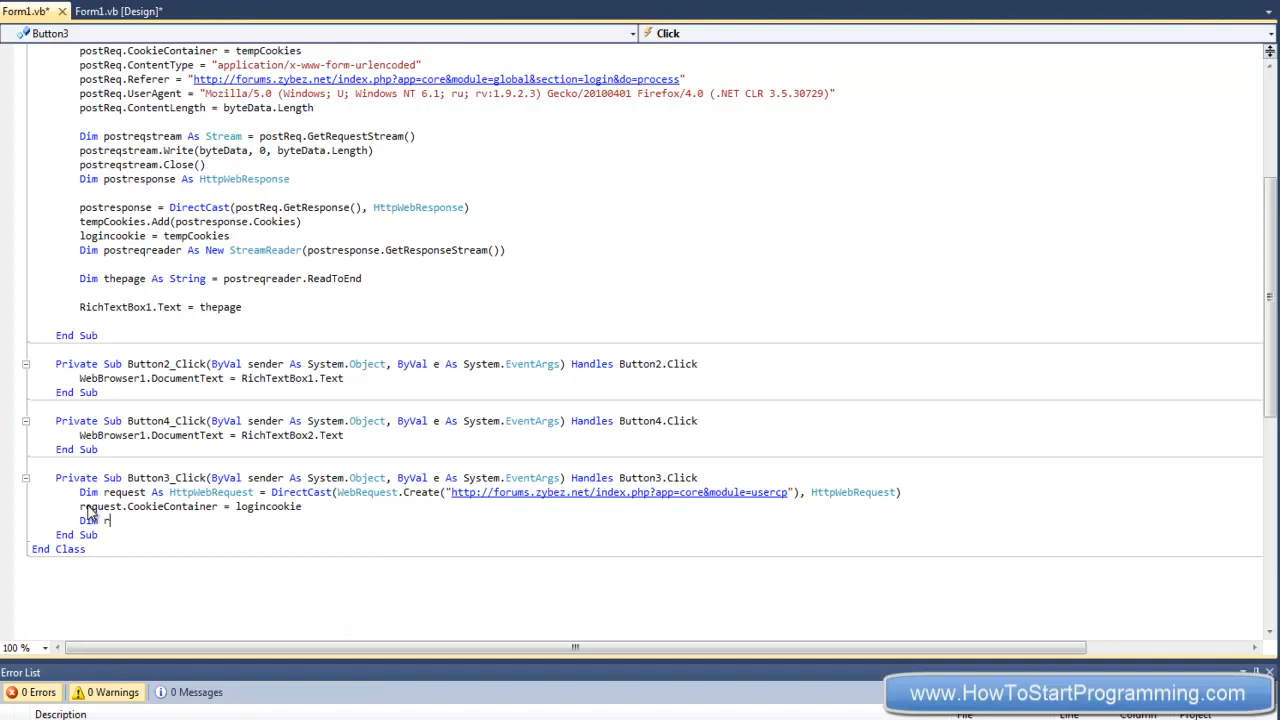 Form1.vb* Form1.vb [Design]*
Button3 Click
postReq.CookieContainer = tempCookies
postReq.ContentType = "application/x-www-form-urlencoded"
postReq.Referer = "http://forums.zybez.net/index.php?app=core&module=global&section=login&do=process"
postReq.UserAgent = "Mozilla/5.0 (Windows; U; Windows NT 6.1; ru; rv:1.9.2.3) Gecko/20100401 Firefox/4.0 (.NET CLR 3.5.30729)"
postReq.ContentLength = byteData.Length
Dim postreqstream As Stream = postReq.GetRequestStream()
postreqstream.Write(byteData, 0, byteData.Length)
postreqstream.Close()
Dim postresponse As HttpWebResponse
postresponse = DirectCast(postReq.GetResponse(), HttpWebResponse)
tempCookies.Add(postresponse.Cookies)
logincookie = tempCookies
Dim postreqreader As New StreamReader(postresponse.GetResponseStream())
Dim thepage As String = postreqreader.ReadToEnd
RichTextBox1.Text = thepage
End Sub
Private Sub Button2_Click(ByVal sender As System.Object, ByVal e As System.EventArgs) Handles Button2.Click
WebBrowser1.DocumentText = RichTextBox1.Text
End Sub
Private Sub Button4_Click(ByVal sender As System.Object, ByVal e As System.EventArgs) Handles Button4.Click
WebBrowser1.DocumentText = RichTextBox2.Text
End Sub
Private Sub Button3_Click(ByVal sender As System.Object, ByVal e As System.EventArgs) Handles Button3.Click
Dim request As HttpWebRequest = DirectCast(WebRequest.Create("http://forums.zybez.net/index.php?app=core&module=usercp"), HttpWebRequest)
request.CookieContainer = logincookie
Dim r
End Sub
End Class
100 %
Error List
0 Errors 0 Warnings 0 Messages
www.HowToStartProgramming.com
Description File Line Column Project